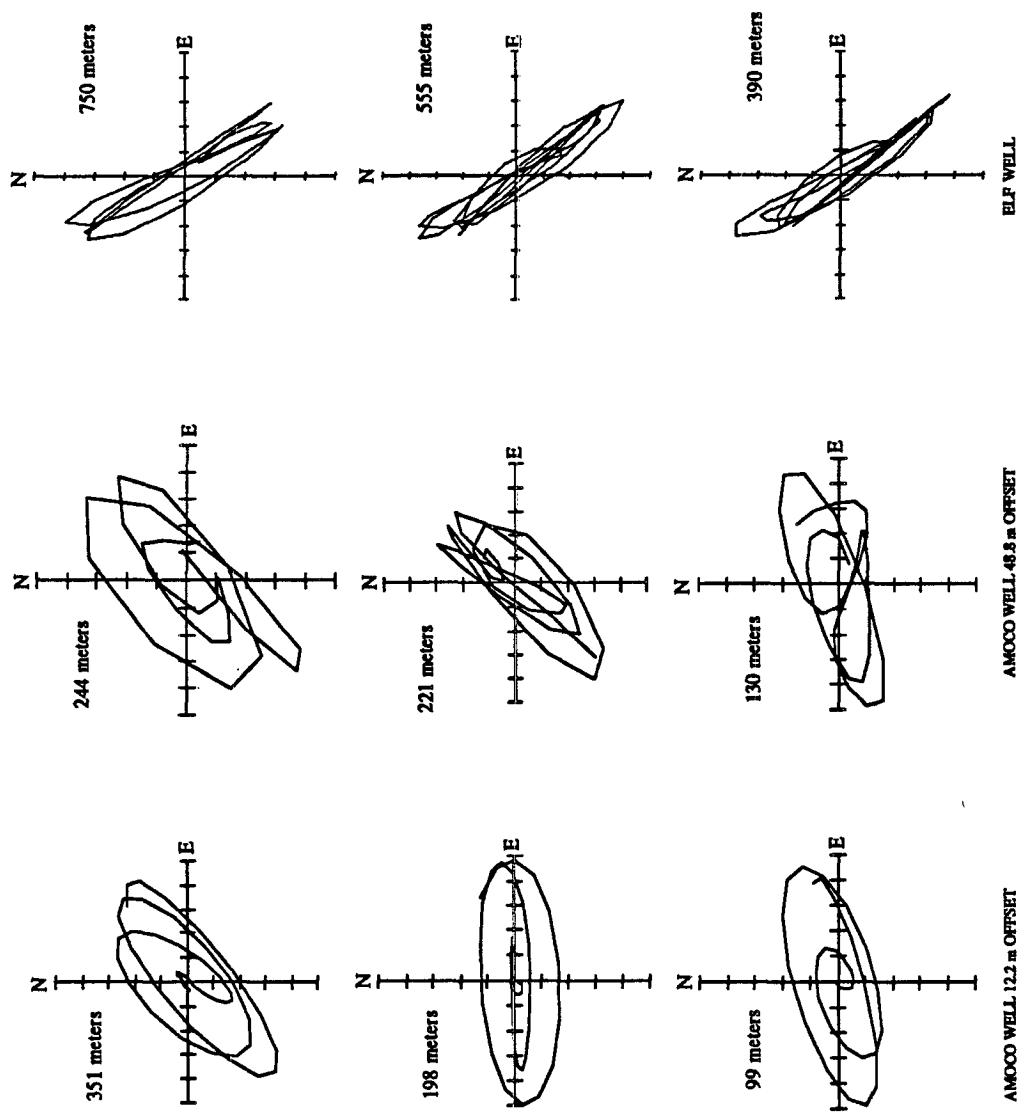 N
351 meters
E
N
244 meters
E
N
750 meters
E
N
198 meters
E
N
221 meters
E
N
555 meters
E
N
99 meters
E
N
130 meters
E
N
390 meters
E
AMOCO WELL 12.2 m OFFSET
AMOCO WELL 48.8 m OFFSET
ELF WELL